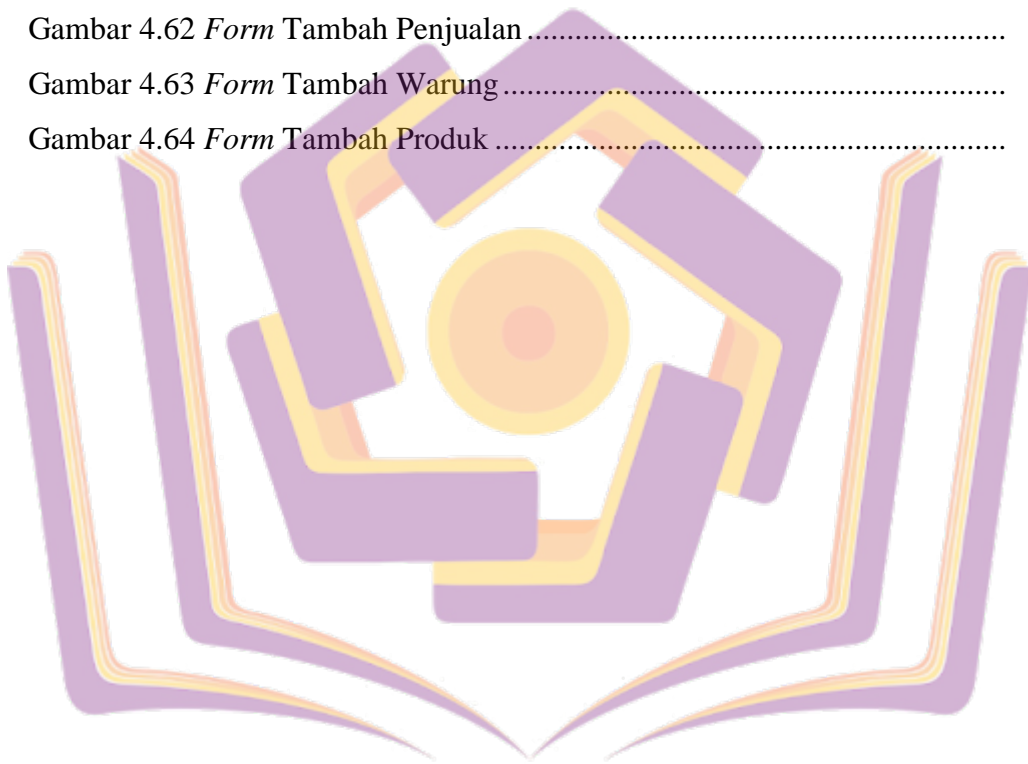 Gambar 4.62 Form Tambah Penjualan ............................................................
Gambar 4.63 Form Tambah Warung ...............................................................
Gambar 4.64 Form Tambah Produk ................................................................